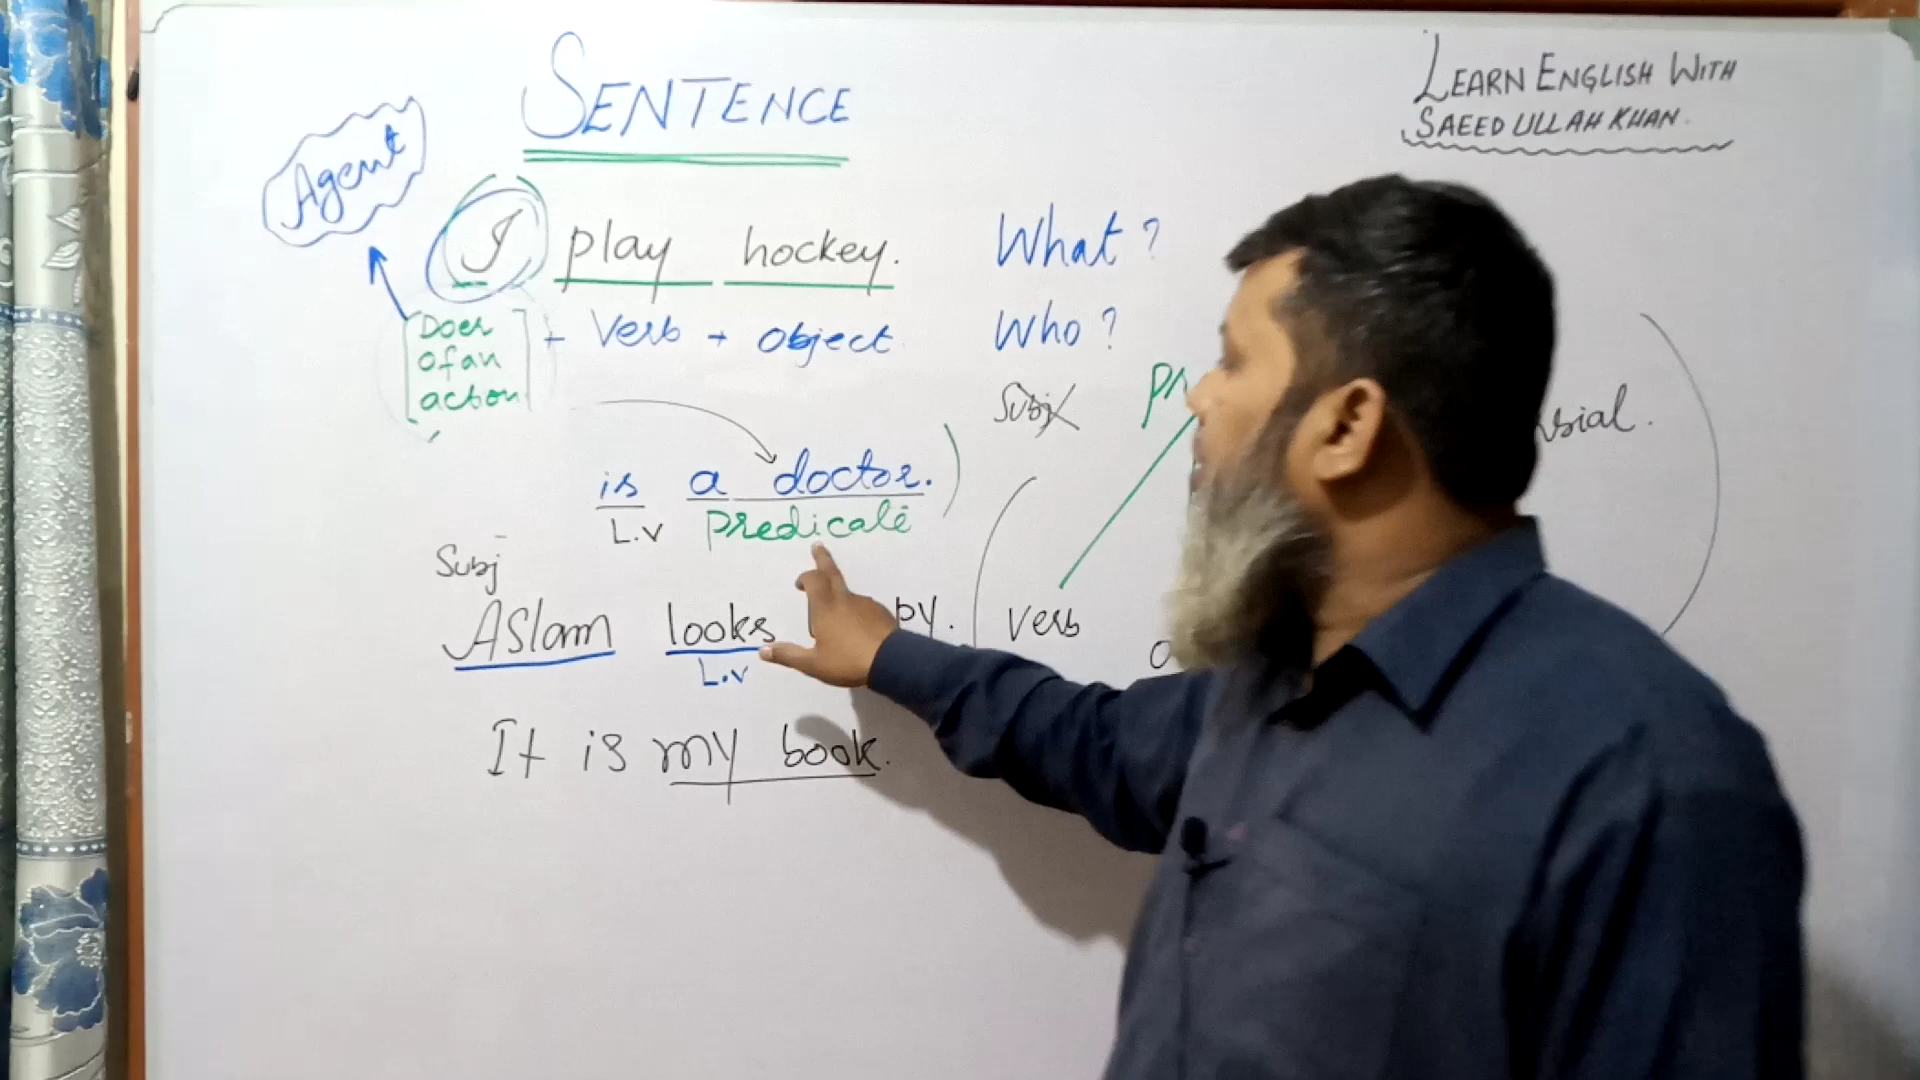 SENTENCE
LEARN ENGLISH WITH
SAEED ULLAH KHAN.
Agent
I play hockey.
What?
Doer
of an
action
+ Verb + Object
Who?
Subj
is a doctor.
L.v predicate
Subj
Aslam looks
L.v
Verb
It is my book.